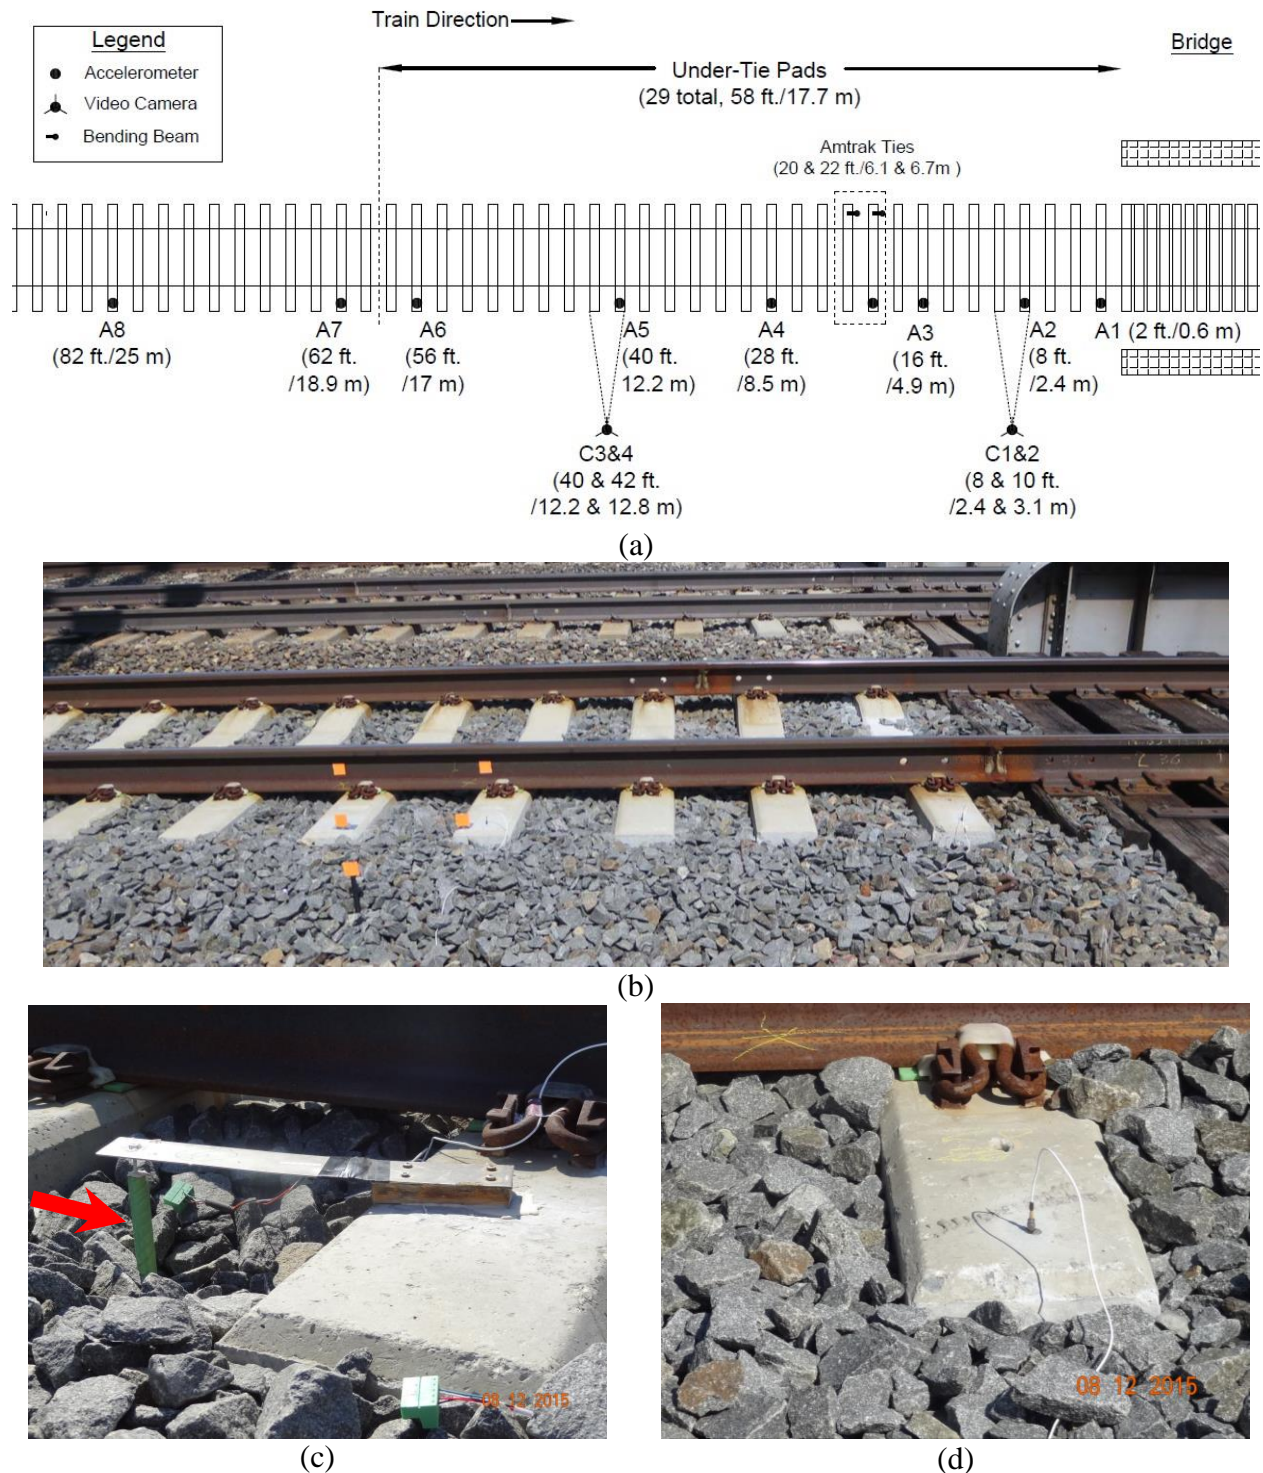 Train Direction
Legend
Accelerometer
Video Camera
Bending Beam
Bridge
Under-Tie Pads
(29 total, 58 ft./17.7 m)
Amtrak Ties
(20 & 22 ft./6.1 & 6.7m )
A8
(82 ft./25 m)
A7
(62 ft.
/18.9 m)
A6
(56 ft.
/17 m)
A5
(40 ft.
12.2 m)
A4
(28 ft.
/8.5 m)
A3
(16 ft.
/4.9 m)
A2
(8 ft.
/2.4 m)
A1 (2 ft./0.6 m)
C3&4
(40 & 42 ft.
/12.2 & 12.8 m)
C1&2
(8 & 10 ft.
/2.4 & 3.1 m)
(a)
(b)
08 12 2015
(c)
08 12 2015
(d)